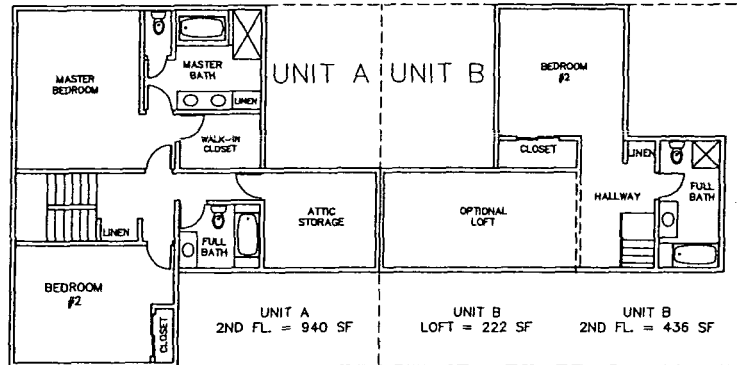 MASTER
BEDROOM
MASTER
BATH
LINEN
WALK-IN
CLOSET
UNIT A
UNIT B
BEDROOM
#2
CLOSET
LINEN
FULL
BATH
HALLWAY
OPTIONAL
LOFT
ATTIC
STORAGE
LINEN
FULL
BATH
BEDROOM
#2
CLOSET
UNIT A
2ND FL. = 940 SF
UNIT B
LOFT = 222 SF
UNIT B
2ND FL. = 436 SF